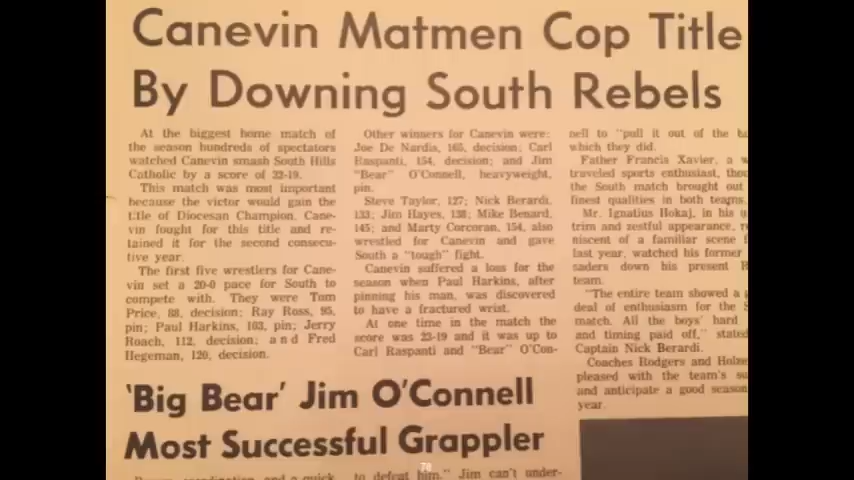 Canevin Matmen Cop Title
By Downing South Rebels
At the biggest home match of
the season hundreds of spectators
watched Canevin smash South Hills
Catholic by a score of 32-19.
This match was most important
because the victor would gain the
title of Diocesan Champion. Cane-
vin fought for this title and re-
tained it for the second consecu-
tive year.
The first five wrestlers for Cane-
vin set a 20-0 pace for South to
compete with. They were Tom
Price, 88, decision; Ray Ross, 95,
pin; Paul Harkins, 103, pin; Jerry
Roach, 112, decision; and Fred
Hegeman, 120, decision.
Other winners for Canevin were:
Joe De Nardis, 165, decision; Carl
Raspanti, 154, decision; and Jim
"Bear" O'Connell, heavyweight,
pin.
Steve Taylor, 127; Nick Berardi,
133; Jim Hayes, 138; Mike Benard,
145; and Marty Corcoran, 154, also
wrestled for Canevin and gave
South a "tough" fight.
Canevin suffered a loss for the
season when Paul Harkins, after
pinning his man, was discovered
to have a fractured wrist.
At one time in the match the
score was 23-19 and it was up to
Carl Raspanti and "Bear" O'Con-
nell to "pull it out of the
which they did.
Father Francis Xavier, a
traveled sports enthusiast,
the South match brought out
finest qualities in both teams.
Mr. Ignatius Hokaj, in his
trim and zestful appearance,
niscent of a familiar scene
last year, watched his former
saders down his present
team.
"The entire team showed a
deal of enthusiasm for the
match. All the boys' hard
and timing paid off," stated
Captain Nick Berardi.
Coaches Rodgers and
pleased with the team's
and anticipate a good season
year.
'Big Bear' Jim O'Connell
Most Successful Grappler
coordination, and a quick
to defeat him." Jim can't under-
78